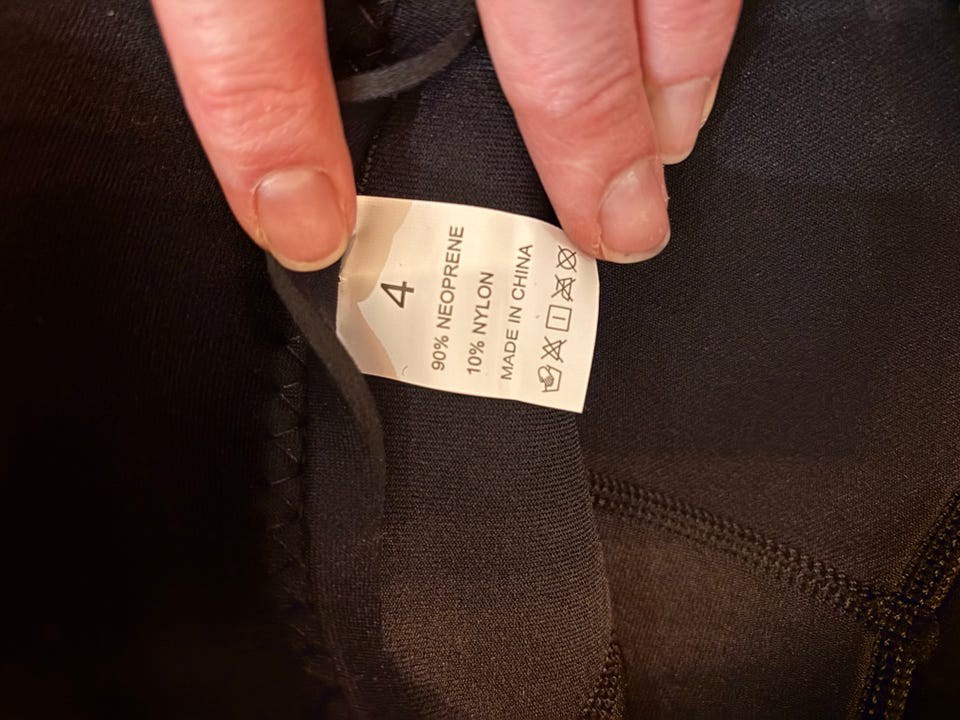 4
90% NEOPRENE
10% NYLON
MADE IN CHINA